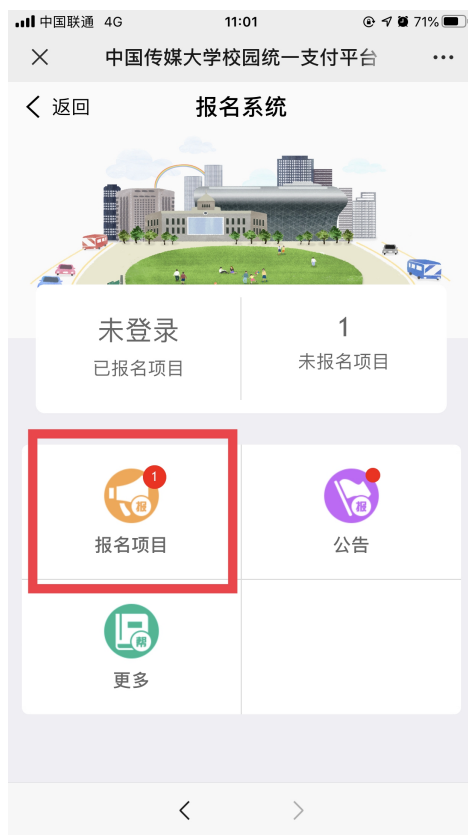 中国联通 4G 11:01 71%
中国传媒大学校园统一支付平台
返回 报名系统
未登录 1
已报名项目 未报名项目
1
报 报
报名项目 公告
帮
更多